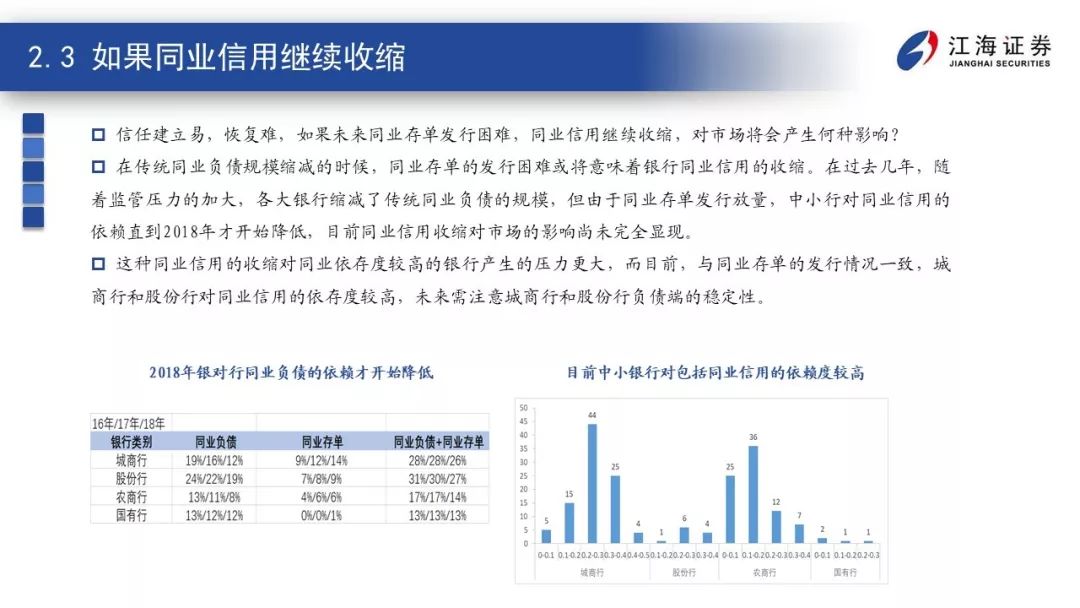 2.3 如果同业信用继续收缩
江海证券
JIANGHAI SECURITIES
信任建立易，恢复难，如果未来同业存单发行困难，同业信用继续收缩，对市场将会产生何种影响？
在传统同业负债规模缩减的时候，同业存单的发行困难或将意味着银行同业信用的收缩。在过去几年，随
着监管压力的加大，各大银行缩减了传统同业负债的规模，但由于同业存单发行放量，中小行对同业信用的
依赖直到2018年才开始降低，目前同业信用收缩对市场的影响尚未完全显现。
这种同业信用的收缩对同业依存度较高的银行产生的压力更大，而目前，与同业存单的发行情况一致，城
商行和股份行对同业信用的依存度较高，未来需注意城商行和股份行负债端的稳定性。
2018年银对行同业负债的依赖才开始降低
16年/17年/18年
银行类别 同业负债 同业存单 同业负债+同业存单
城商行 19%/16%/12% 9%/12%/14% 28%/28%/26%
股份行 24%/22%/19% 7%/8%/9% 31%/30%/27%
农商行 13%/11%/8% 4%/6%/6% 17%/17%/14%
国有行 13%/12%/12% 0%/0%/1% 13%/13%/13%
目前中小银行对包括同业信用的依赖度较高
50
45
40
35
30
25
20
15
10
5
0
5 15 44 25 4 1 6 4 25 36 12 7 2 1 1
0-0.1 0.1-0.2 0.2-0.3 0.3-0.4 0.4-0.5 0.1-0.2 0.2-0.3 0.3-0.4 0-0.1 0.1-0.2 0.2-0.3 0.3-0.4 0-0.1 0.1-0.2 0.2-0.3
城商行 股份行 农商行 国有行